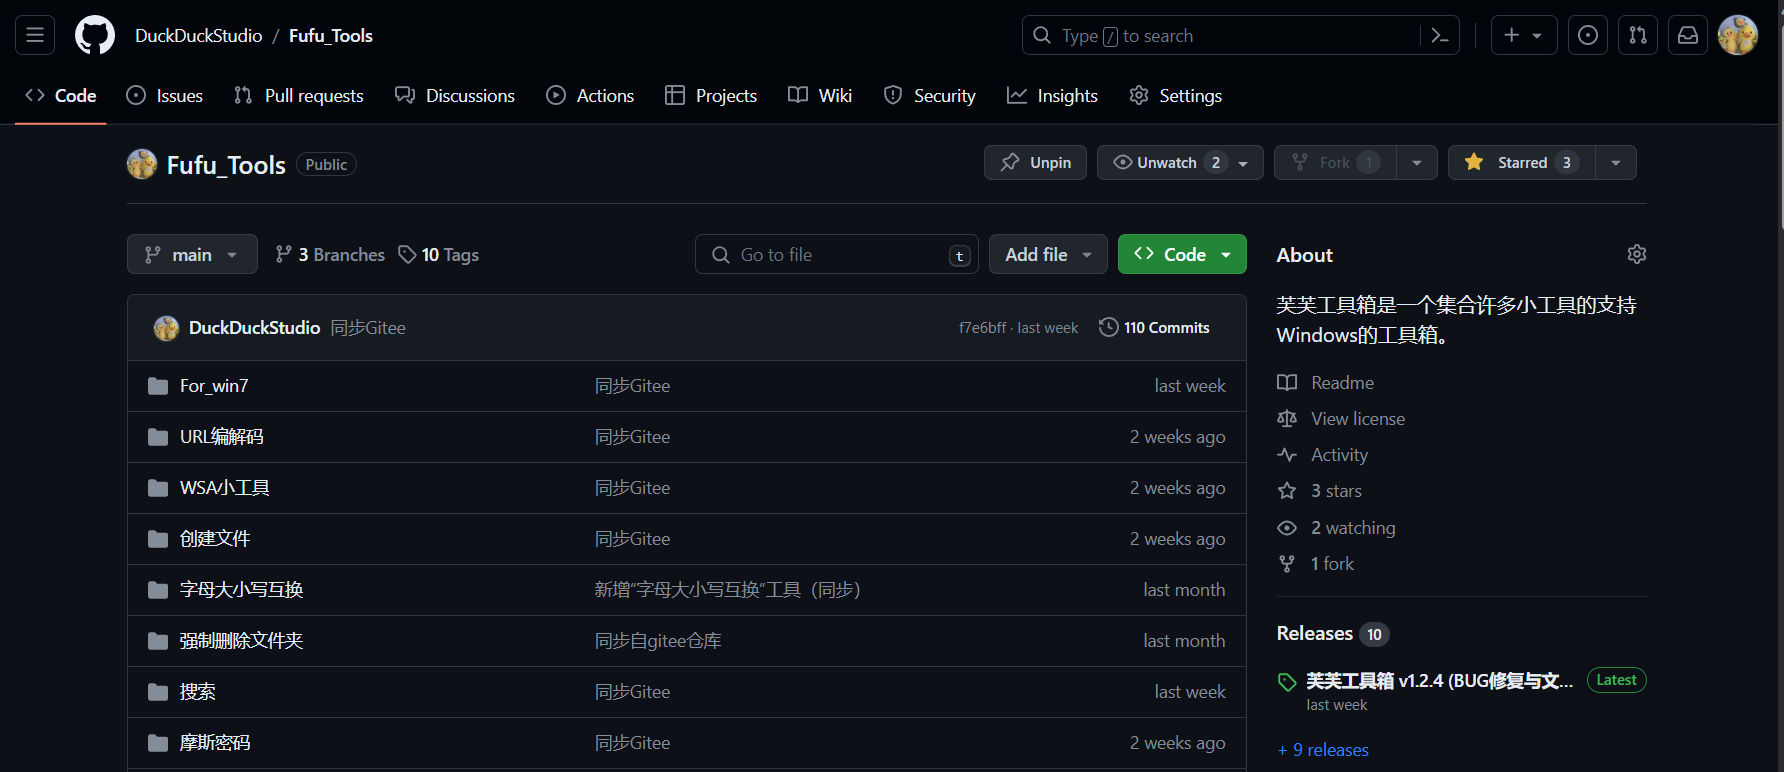 DuckDuckStudio / Fufu_Tools
Type / to search
Code Issues Pull requests Discussions Actions Projects Wiki Security Insights Settings
Fufu_Tools Public
Unpin Unwatch 2 Fork 1 Starred 3
main 3 Branches 10 Tags
Go to file t
Add file Code
DuckDuckStudio 同步Gitee f7e6bff · last week 110 Commits
For_win7 同步Gitee last week
URL编解码 同步Gitee 2 weeks ago
WSA小工具 同步Gitee 2 weeks ago
创建文件 同步Gitee 2 weeks ago
字母大小写互换 新增“字母大小写互换”工具（同步） last month
强制删除文件夹 同步自gitee仓库 last month
搜索 同步Gitee last week
摩斯密码 同步Gitee 2 weeks ago
About
芙芙工具箱是一个集合许多小工具的支持
Windows的工具箱。
Readme
View license
Activity
3 stars
2 watching
1 fork
Releases 10
芙芙工具箱 v1.2.4 (BUG修复与文... Latest
last week
+ 9 releases